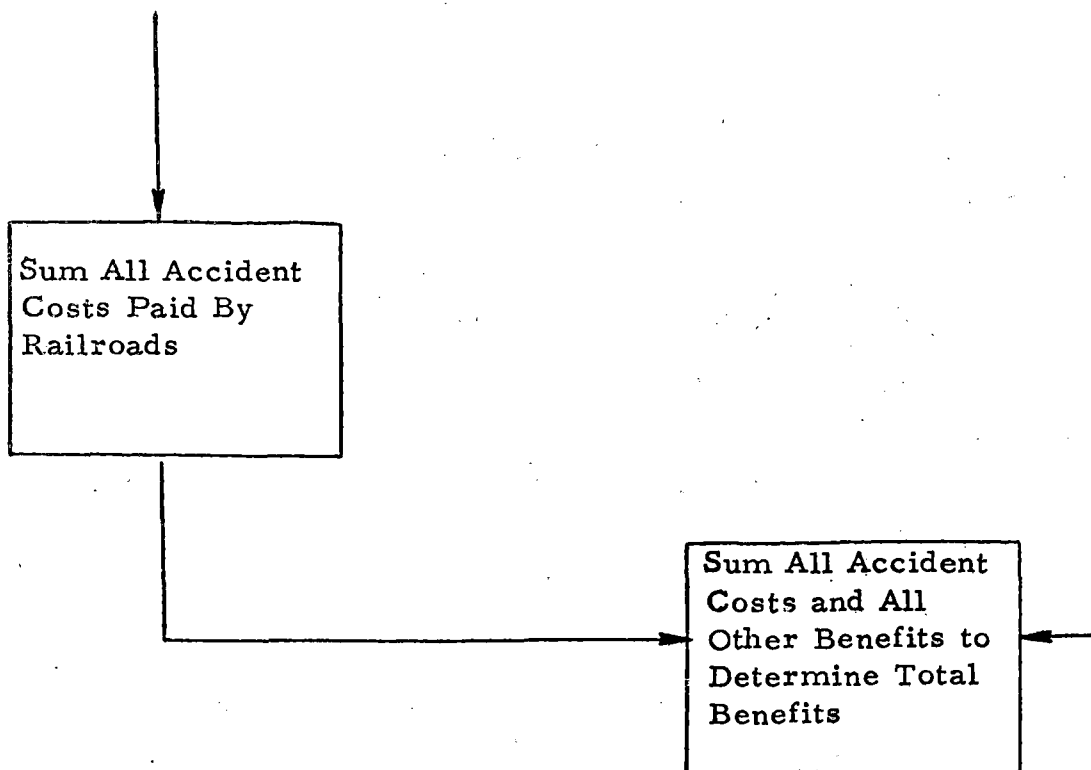 Sum All Accident
Costs Paid By
Railroads
Sum All Accident
Costs and All
Other Benefits to
Determine Total
Benefits